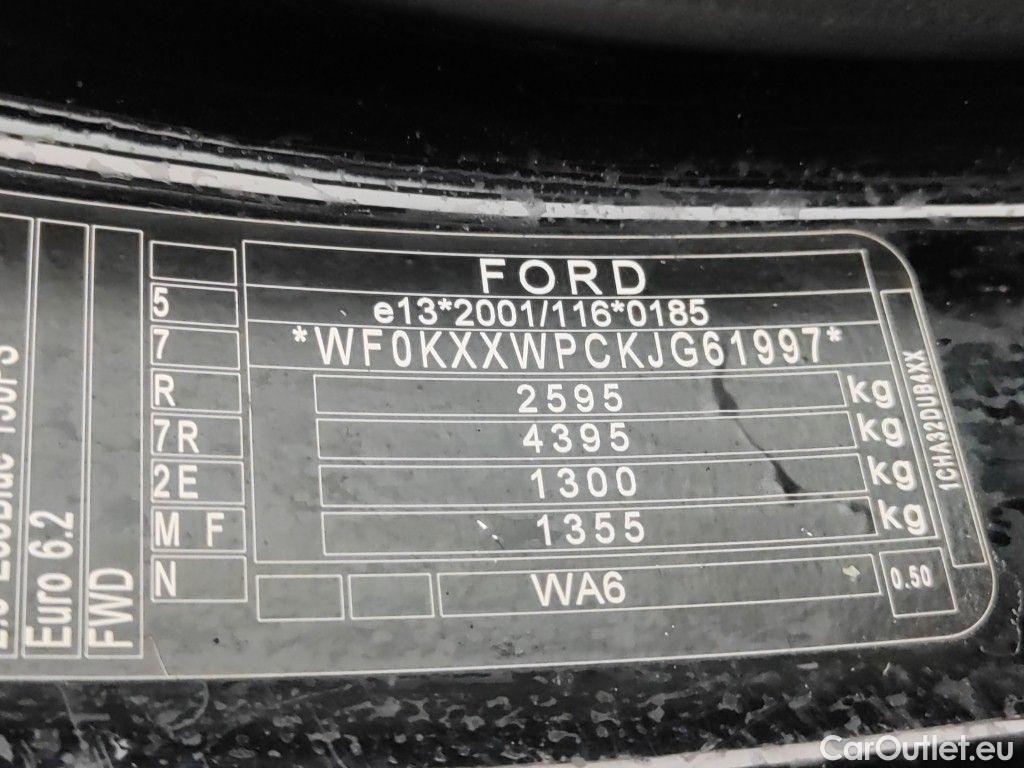 FORD
e13*2001/116*0185
*WF0KXXWPCKJG61997*
5
7
R
7R
2E
M F
N
2595 kg
4395 kg
1300 kg
1355 kg
WA6
0.50
1CHA32DUB4XX
Euro 6.2
FWD
CarOutlet.eu